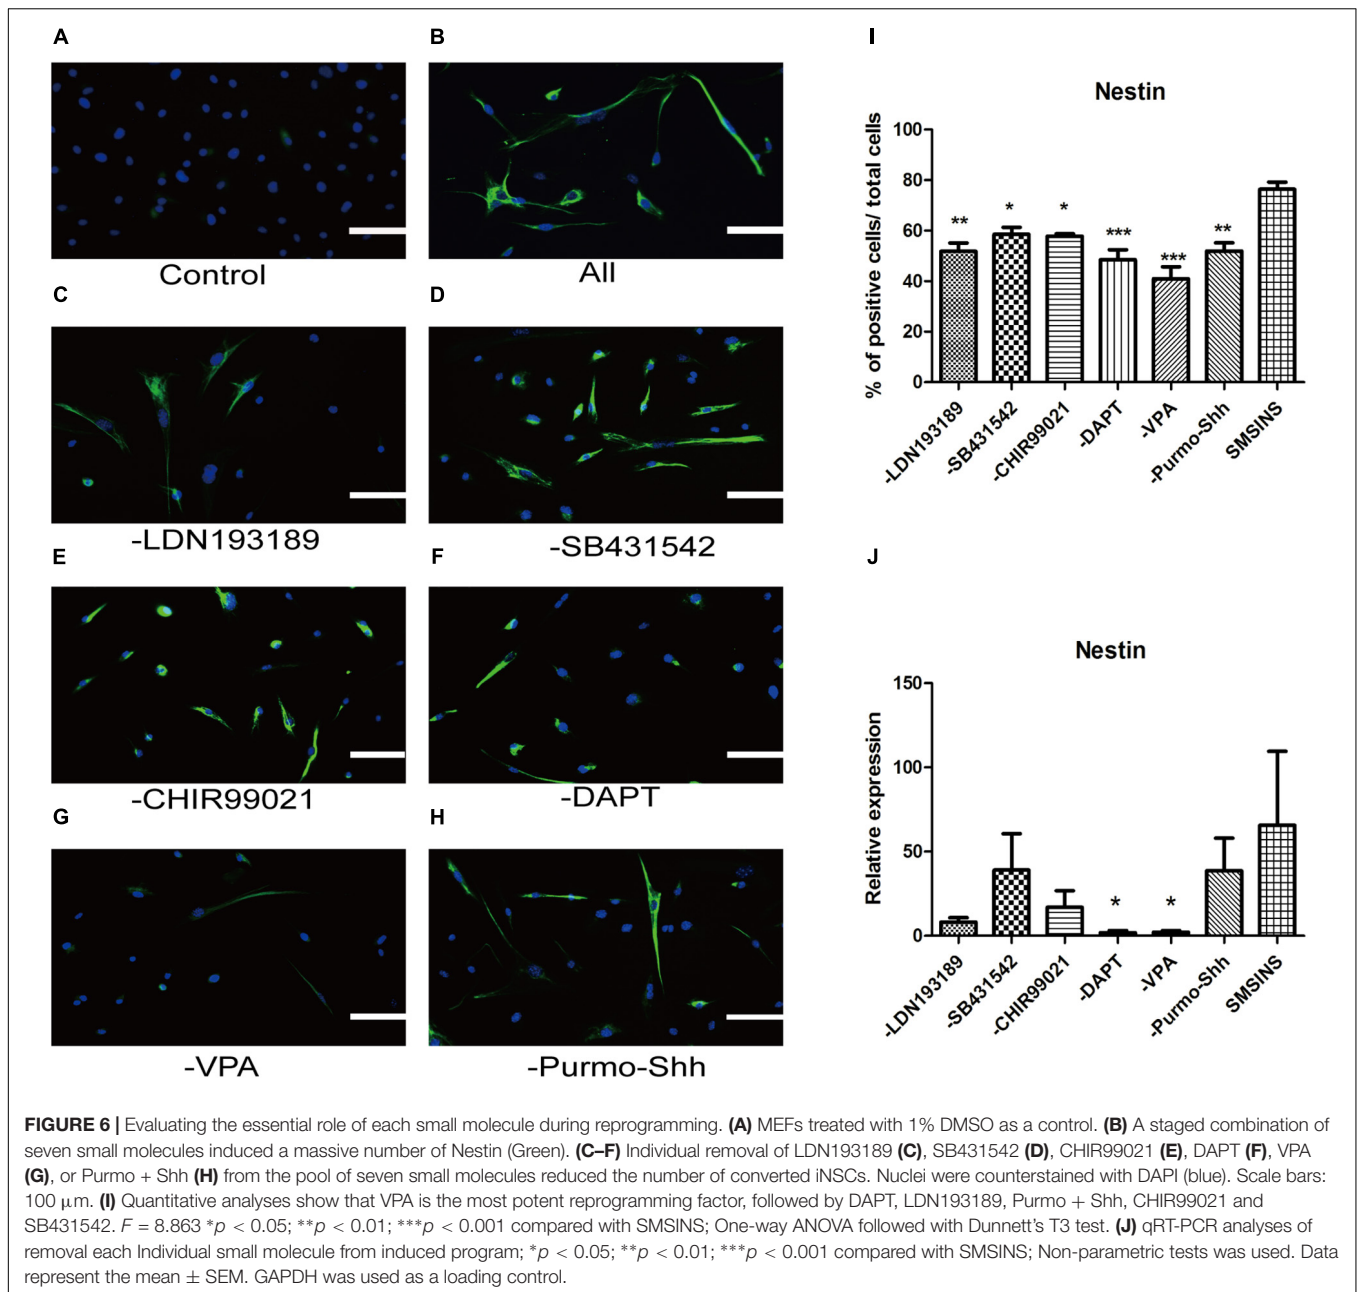 A
Control
B
All
C
-LDN193189
D
-SB431542
E
-CHIR99021
F
-DAPT
G
-VPA
H
-Purmo-Shh
I
Nestin
% of positive cells/ total cells
100
80
60
40
20
0
**
*
*
***
***
**
-LDN193189
-SB431542
-CHIR99021
-DAPT
-VPA
-Purmo-Shh
SMSINS
J
Nestin
Relative expression
150
100
50
0
*
*
-LDN193189
-SB431542
-CHIR99021
-DAPT
-VPA
-Purmo-Shh
SMSINS
FIGURE 6 | Evaluating the essential role of each small molecule during reprogramming. (A) MEFs treated with 1% DMSO as a control. (B) A staged combination of
seven small molecules induced a massive number of Nestin (Green). (C–F) Individual removal of LDN193189 (C), SB431542 (D), CHIR99021 (E), DAPT (F), VPA
(G), or Purmo + Shh (H) from the pool of seven small molecules reduced the number of converted iNSCs. Nuclei were counterstained with DAPI (blue). Scale bars:
100 μm. (I) Quantitative analyses show that VPA is the most potent reprogramming factor, followed by DAPT, LDN193189, Purmo + Shh, CHIR99021 and
SB431542. F = 8.863 *p < 0.05; **p < 0.01; ***p < 0.001 compared with SMSINS; One-way ANOVA followed with Dunnett's T3 test. (J) qRT-PCR analyses of
removal each Individual small molecule from induced program; *p < 0.05; **p < 0.01; ***p < 0.001 compared with SMSINS; Non-parametric tests was used. Data
represent the mean ± SEM. GAPDH was used as a loading control.